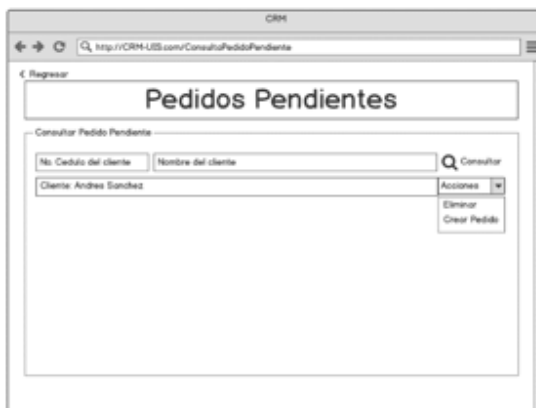 CRM
http://CRM-UIS.com/ConsultaPedidoPendiente
Regresar
Pedidos Pendientes
Consultar Pedido Pendiente
No. Cedula del cliente Nombre del cliente Consultar
Cliente: Andrea Sanchez Acciones
Eliminar
Crear Pedido